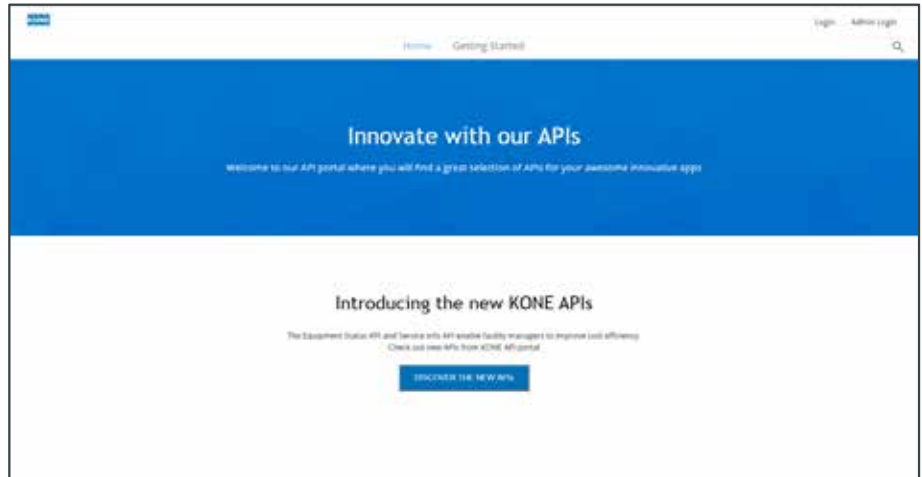 KONE
Login Admin Login
Home Getting Started
Innovate with our APIs
Welcome to our API portal where you will find a great selection of APIs for your awesome innovative apps
Introducing the new KONE APIs
The Equipment Status API and Service Info API enable facility managers to improve cost efficiency.
Check out new APIs from KONE API portal
DISCOVER THE NEW APIs